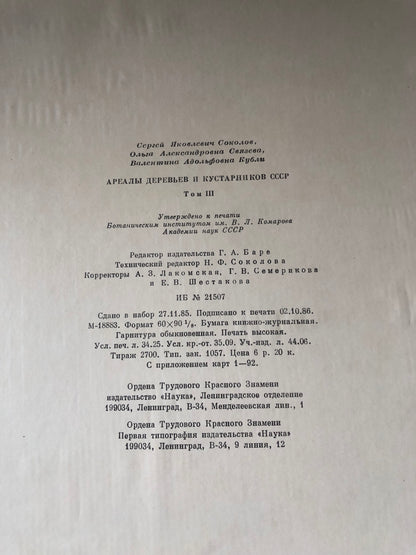 Сергей Яковлевич Соколов,
Ольга Александровна Связева,
Валентина Адольфовна Кубли
АРЕАЛЫ ДЕРЕВЬЕВ И КУСТАРНИКОВ СССР
Том III
Утверждено к печати
Ботаническим институтом им. В. Л. Комарова
Академии наук СССР
Редактор издательства Г. А. Баре
Технический редактор Н. Ф. Соколова
Корректоры А. З. Лакомская, Г. В. Семерикова
и Е. В. Шестакова
ИБ № 21507
Сдано в набор 27.11.85. Подписано к печати 02.10.86.
М-18883. Формат 60×90 ⅛. Бумага книжно-журнальная.
Гарнитура обыкновенная. Печать высокая.
Усл. печ. л. 34.25. Усл. кр.-от. 35.09. Уч.-изд. л. 44.06.
Тираж 2700. Тип. зак. 1057. Цена 6 р. 20 к.
С приложением карт 1—92.
Ордена Трудового Красного Знамени
издательство «Наука», Ленинградское отделение
199034, Ленинград, В-34, Менделеевская лин., 1
Ордена Трудового Красного Знамени
Первая типография издательства «Наука»
199034, Ленинград, В-34, 9 линия, 12